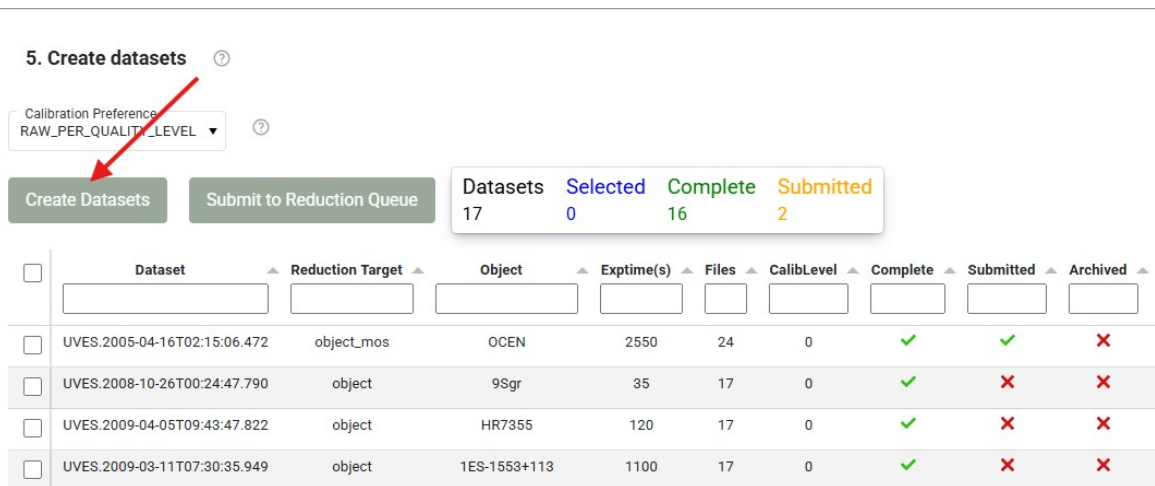 5. Create datasets ?
Calibration Preference
RAW_PER_QUALITY_LEVEL ?
Create Datasets Submit to Reduction Queue
Datasets Selected Complete Submitted
17 0 16 2
Dataset Reduction Target Object Exptime(s) Files CalibLevel Complete Submitted Archived
UVES.2005-04-16T02:15:06.472 object_mos OCEN 2550 24 0
UVES.2008-10-26T00:24:47.790 object 9Sgr 35 17 0
UVES.2009-04-05T09:43:47.822 object HR7355 120 17 0
UVES.2009-03-11T07:30:35.949 object 1ES-1553+113 1100 17 0